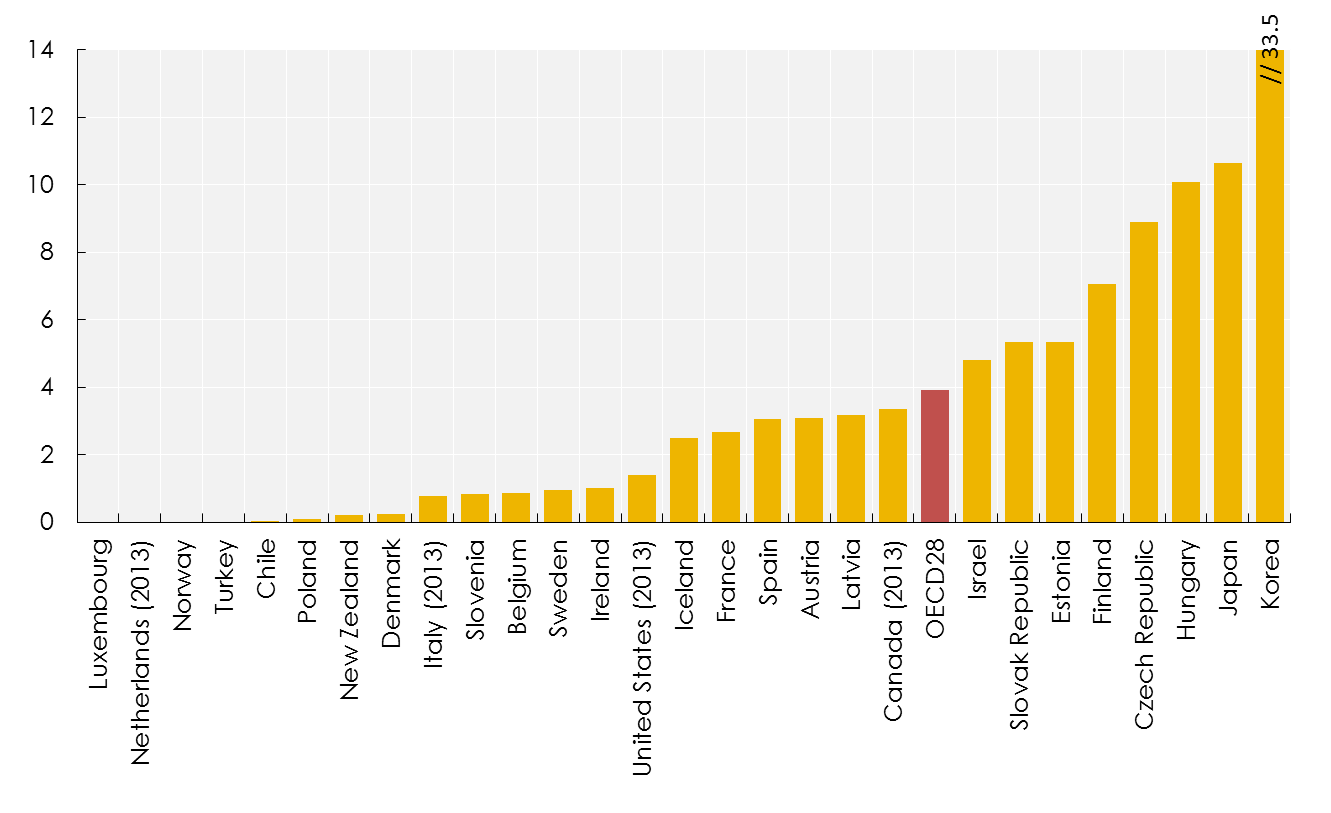 // 33.5
14
12
10
8
6
4
2
0
Luxembourg
Netherlands (2013)
Norway
Turkey
Chile
Poland
New Zealand
Denmark
Italy (2013)
Slovenia
Belgium
Sweden
Ireland
United States (2013)
Iceland
France
Spain
Austria
Latvia
Canada (2013)
OECD28
Israel
Slovak Republic
Estonia
Finland
Czech Republic
Hungary
Japan
Korea